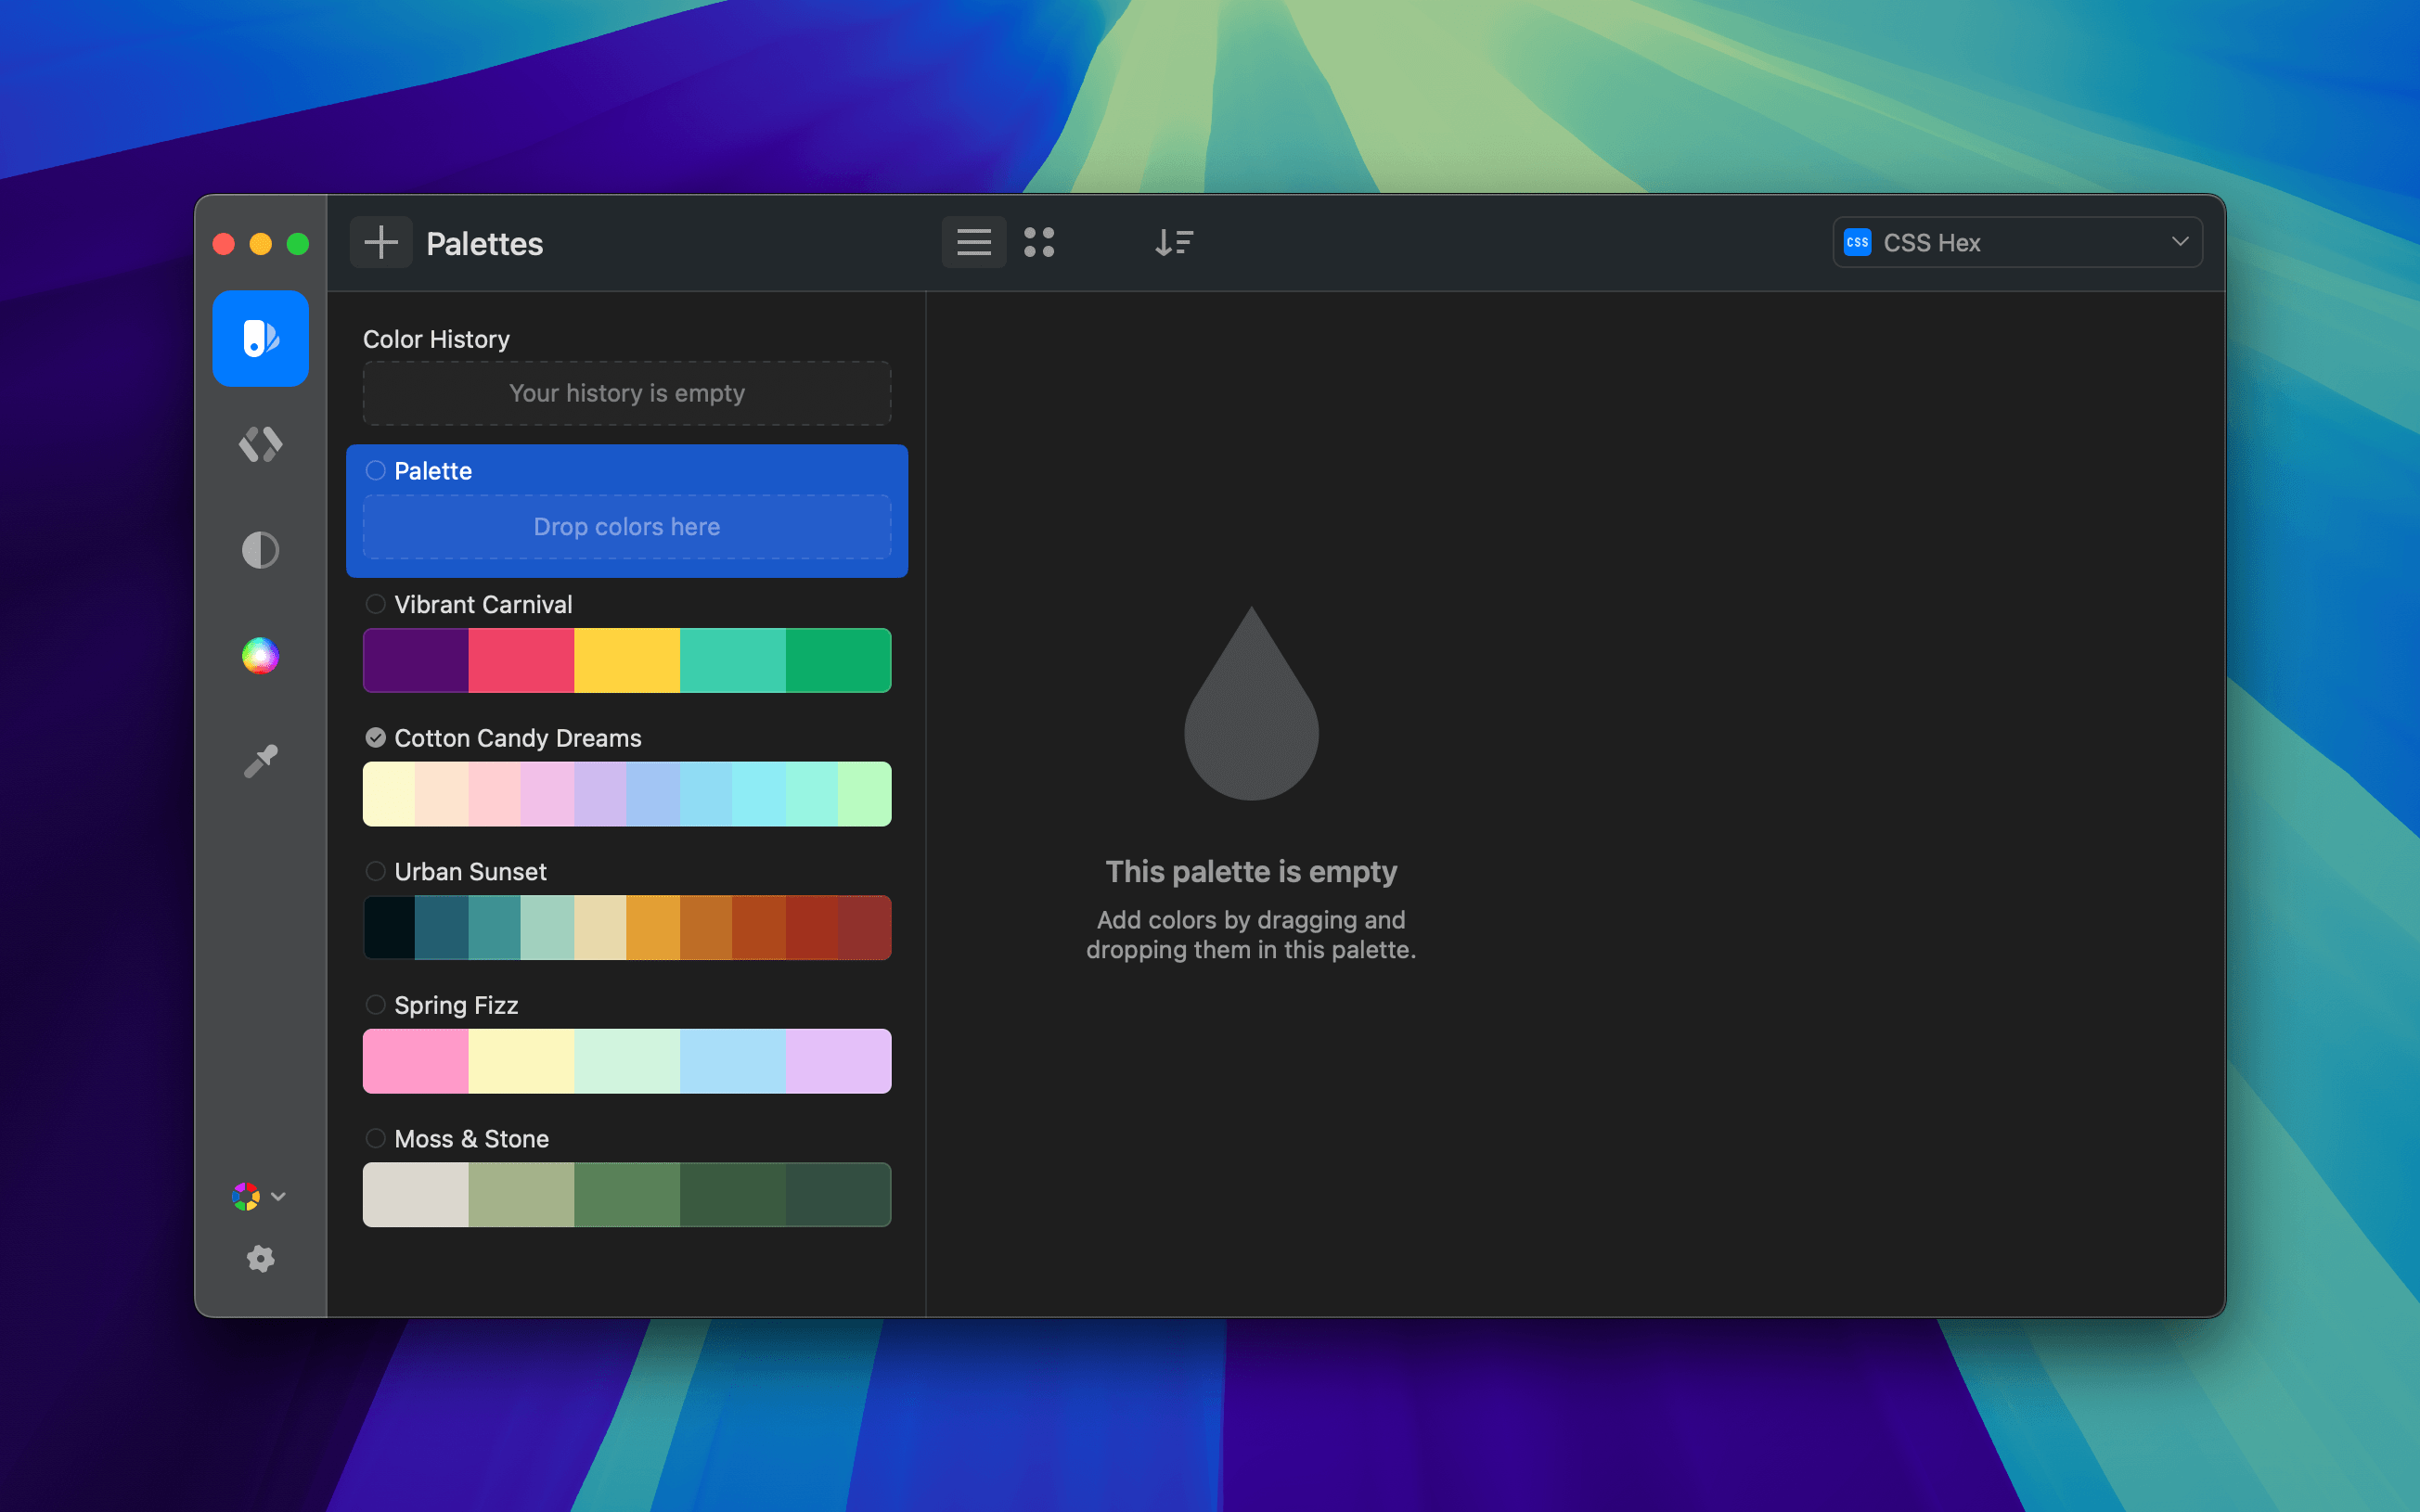 Palettes
CSS CSS Hex
Color History
Your history is empty
Palette
Drop colors here
Vibrant Carnival
Cotton Candy Dreams
Urban Sunset
Spring Fizz
Moss & Stone
This palette is empty
Add colors by dragging and
dropping them in this palette.